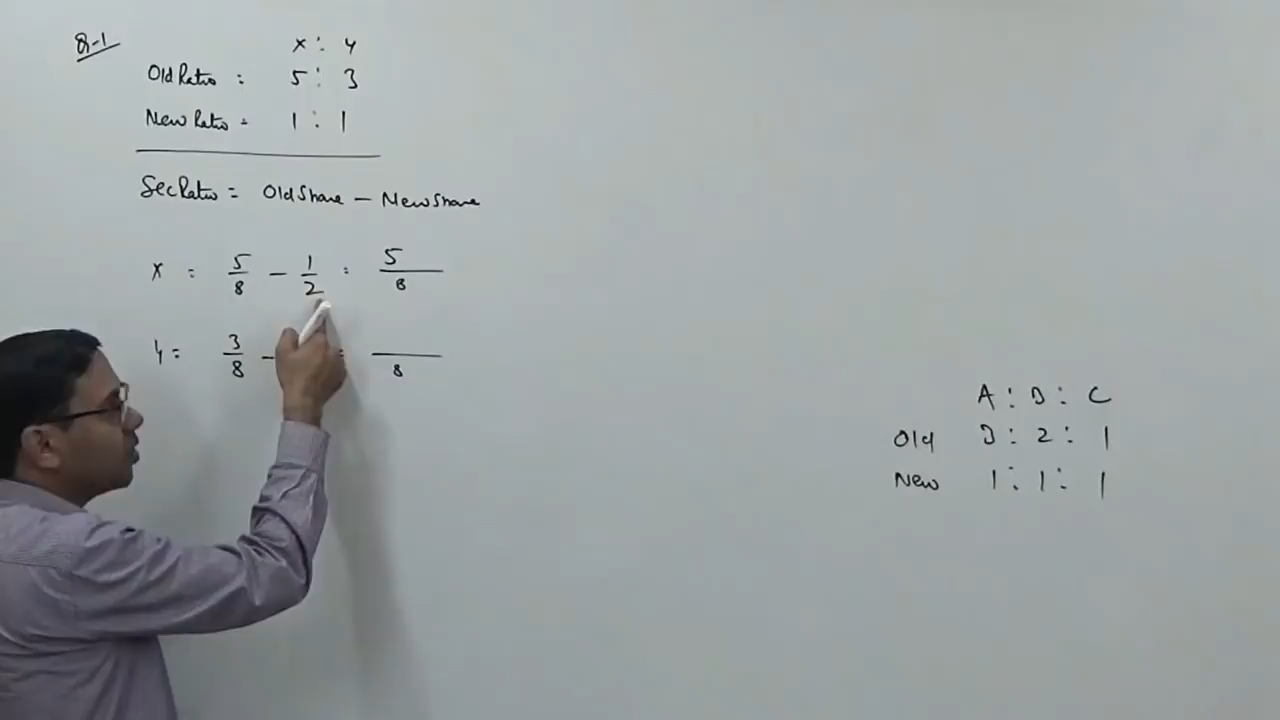 Q-1
X : Y
Old Ratio : 5 : 3
New Ratio = 1 : 1
Sac Ratio = Old Share - New Share
X = 5/8 - 1/2 = 5 /8
Y = 3/8 - = /8
A : B : C
Old 3 : 2 : 1
New 1 : 1 : 1